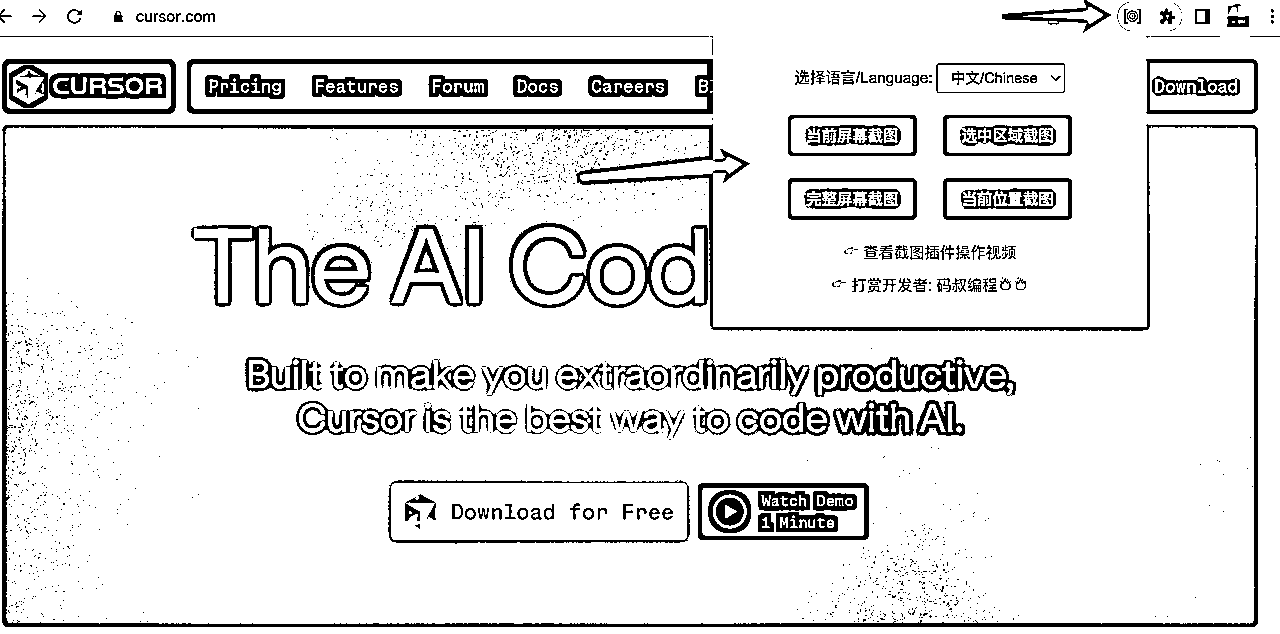 cursor.com
CURSOR
Pricing
Features
Forum
Docs
Careers
Download
选择语言/Language:
中文/Chinese
当前屏幕截图
选中区域截图
完整屏幕截图
当前位置截图
查看截图插件操作视频
打赏开发者: 码叔编程
The AI Cod
Built to make you extraordinarily productive,
Cursor is the best way to code with AI.
Download for Free
Watch Demo
1 Minute